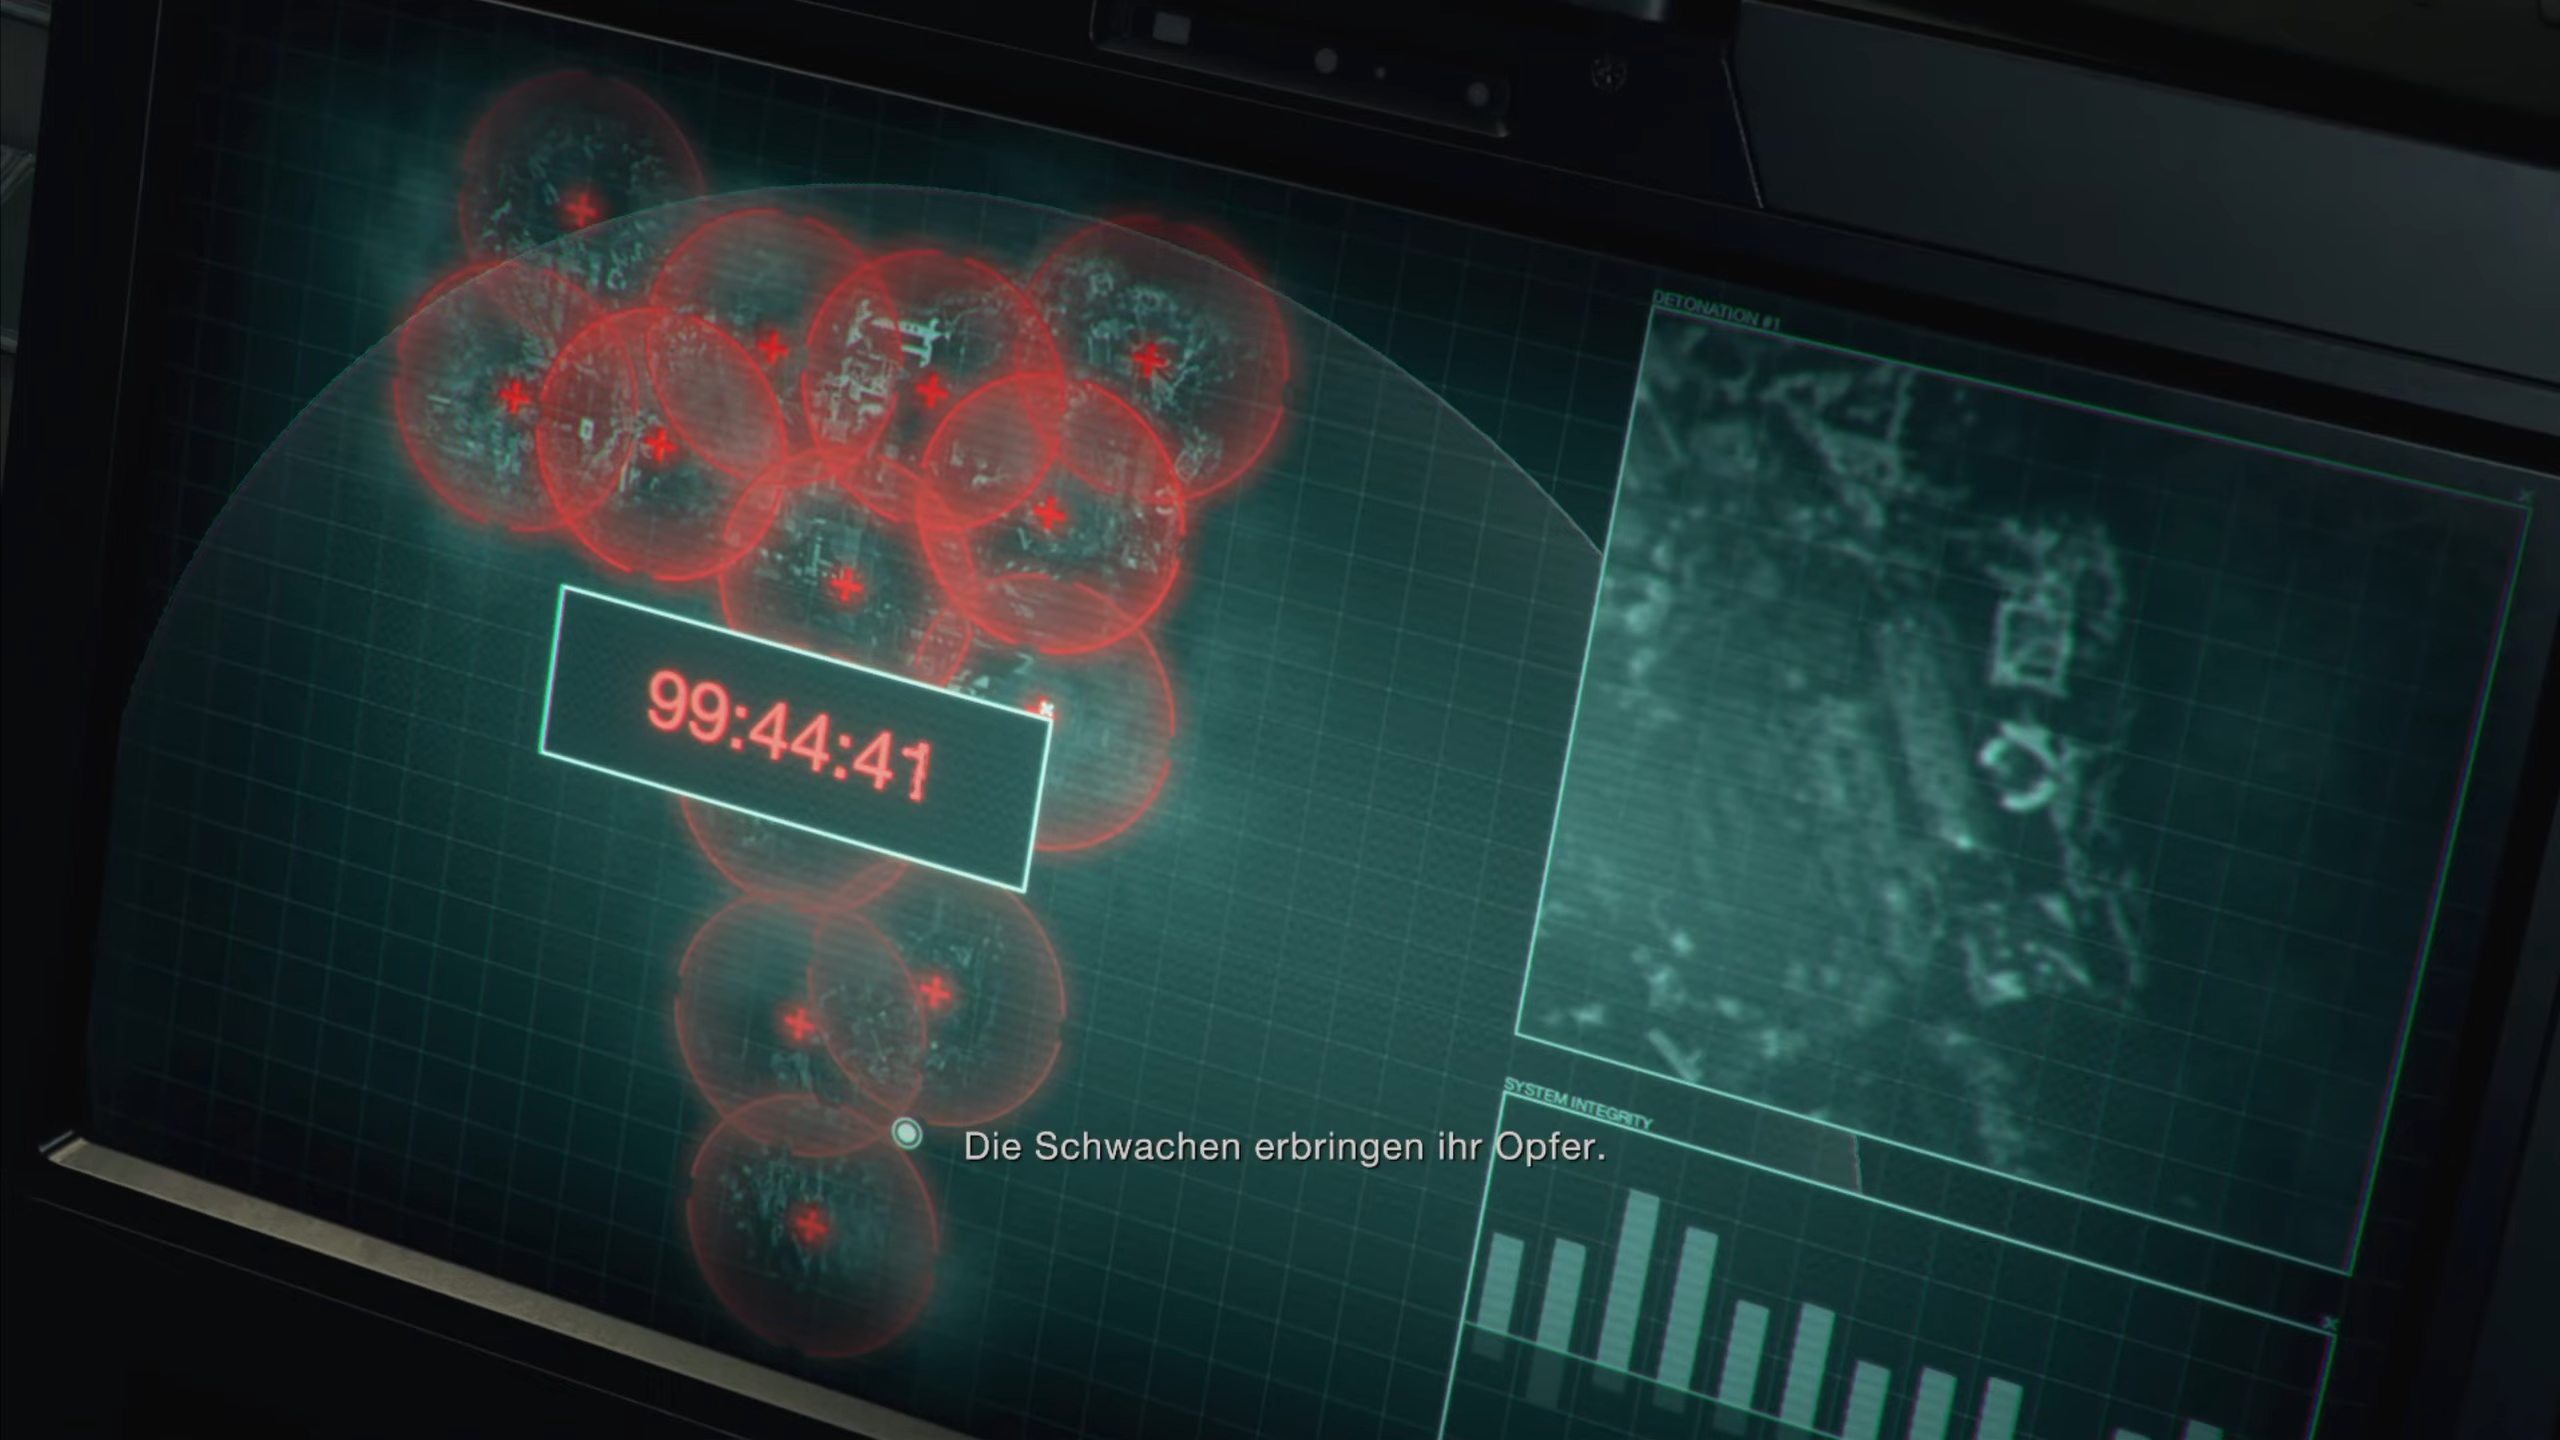 DETONATION #1
99:44:41
SYSTEM INTEGRITY
Die Schwachen erbringen ihr Opfer.